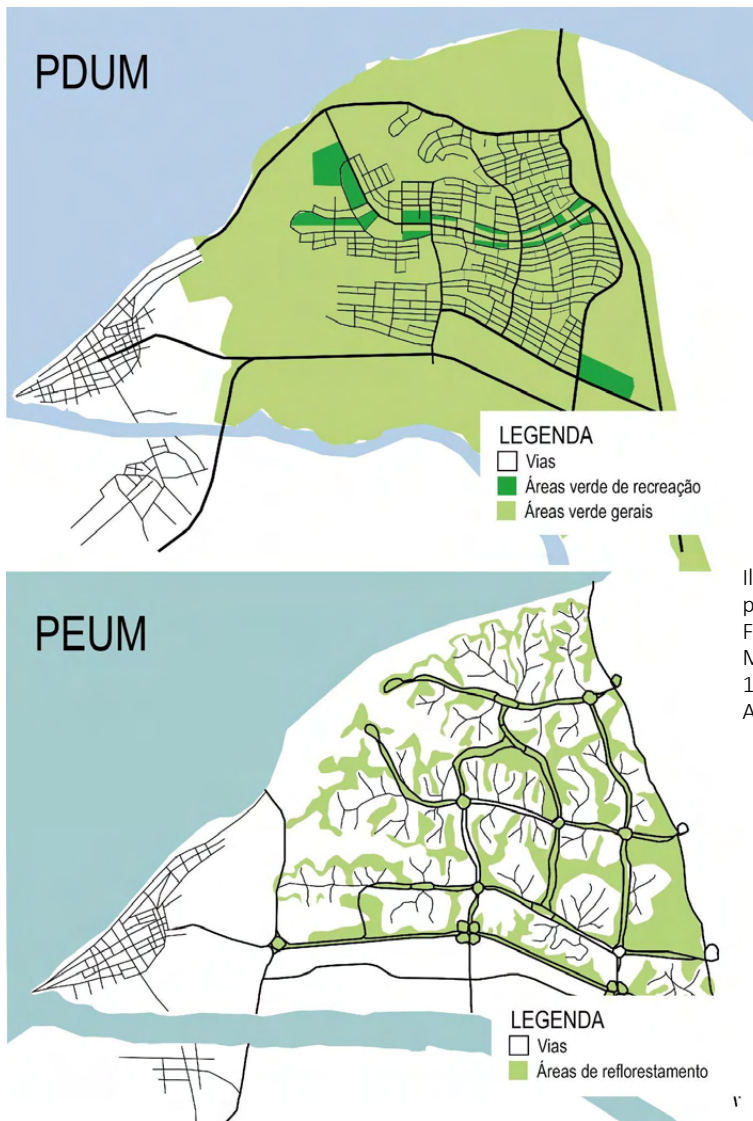 PDUM
LEGENDA
Vias
Áreas verde de recreação
Áreas verde gerais
PEUM
LEGENDA
Vias
Áreas de reflorestamento